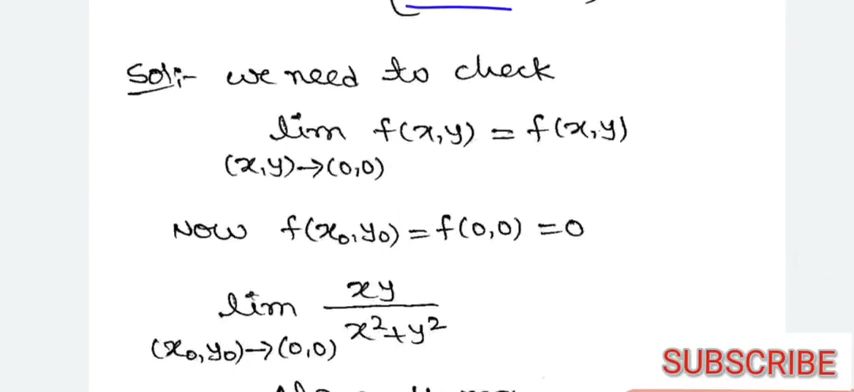 Sol:- we need to check
lim f(x,y) = f(x,y)
(x,y)→(0,0)
Now f(x₀,y₀) = f(0,0) = 0
lim xy / x²+y²
(x₀,y₀)→(0,0)
SUBSCRIBE